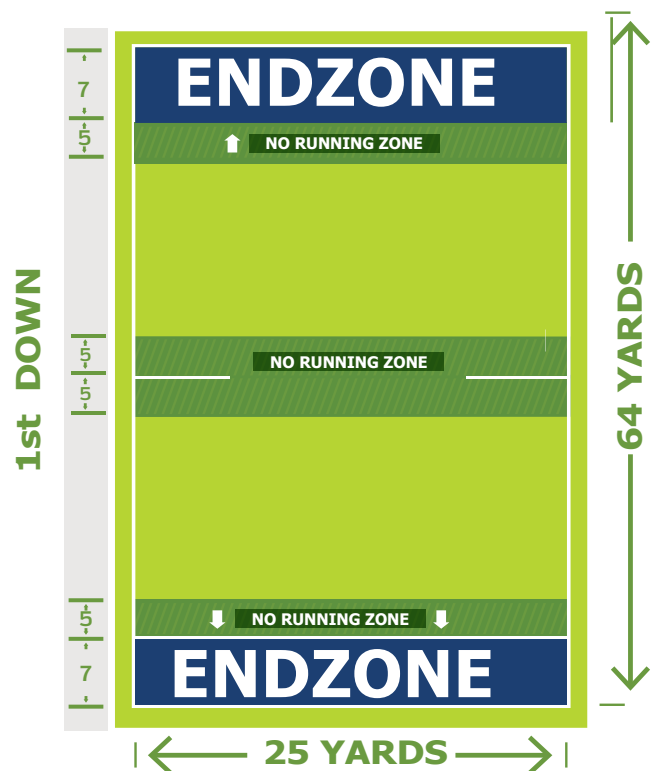 ENDZONE
7
5
NO RUNNING ZONE
1st DOWN
5
NO RUNNING ZONE
5
64 YARDS
5
NO RUNNING ZONE
7
ENDZONE
25 YARDS